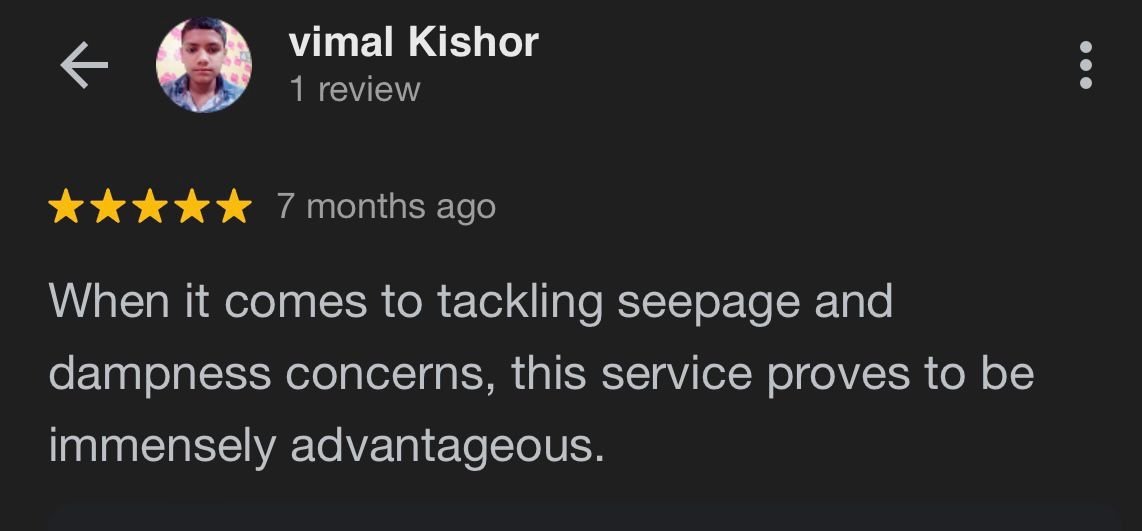 vimal Kishor
1 review
7 months ago
When it comes to tackling seepage and
dampness concerns, this service proves to be
immensely advantageous.